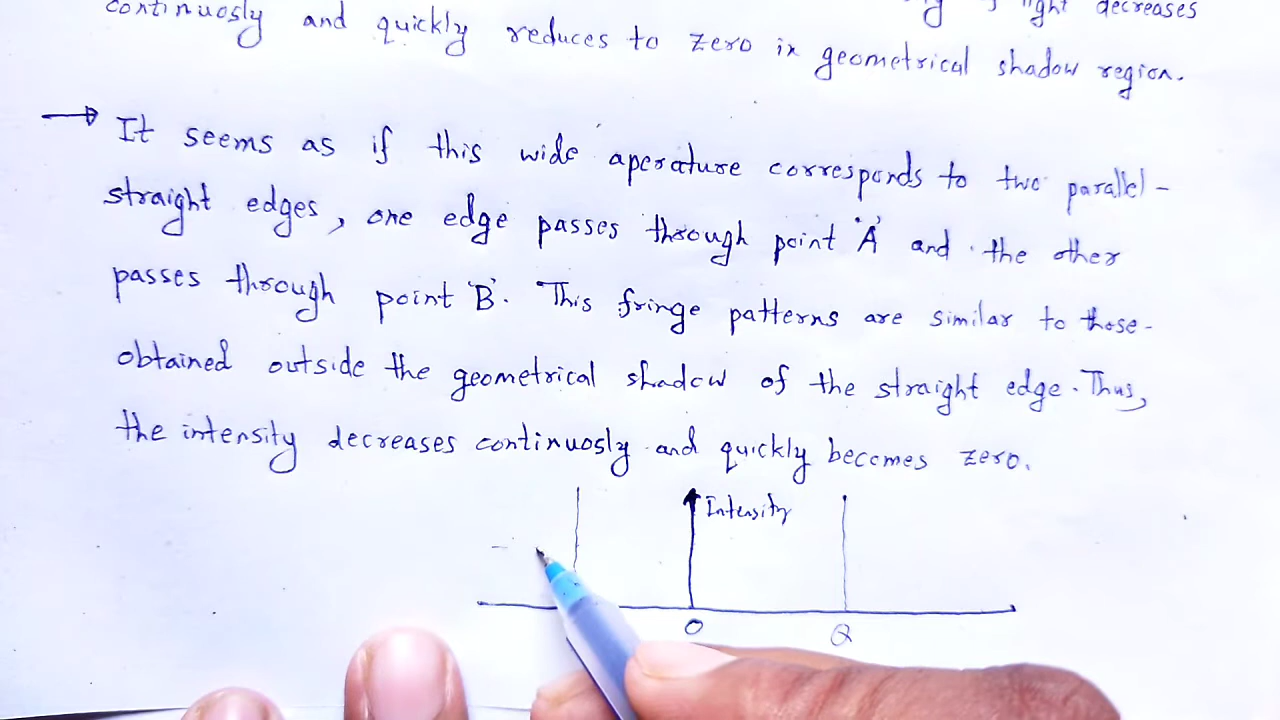 continuosly and quickly reduces to zero in geometrical shadow region.
light decreases
→ It seems as if this wide aperature corresponds to two parallel-
straight edges, one edge passes through point 'A' and the other
passes through point 'B'. This fringe patterns are similar to those-
obtained outside the geometrical shadow of the straight edge. Thus,
the intensity decreases continuosly and quickly becomes zero.
Intensity
O Q